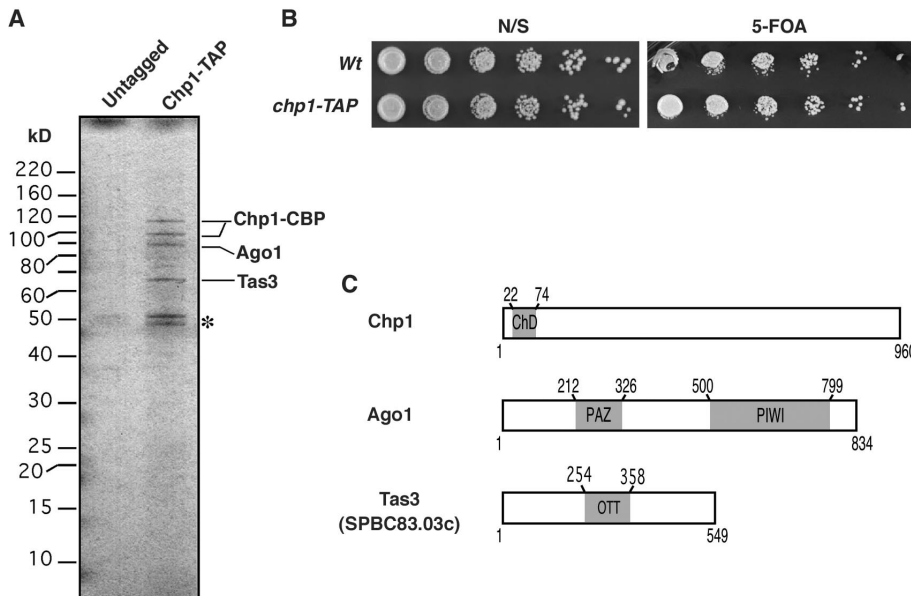 A
Untagged
Chp1-TAP
kD
220
160
120
100
80
60
50
40
30
25
20
15
10
Chp1-CBP
Ago1
Tas3
*
B
N/S
5-FOA
Wt
chp1-TAP
C
22 74
Chp1
ChD
1 960
212 326 500 799
Ago1
PAZ PIWI
1 834
254 358
Tas3
OTT
(SPBC83.03c)
1 549